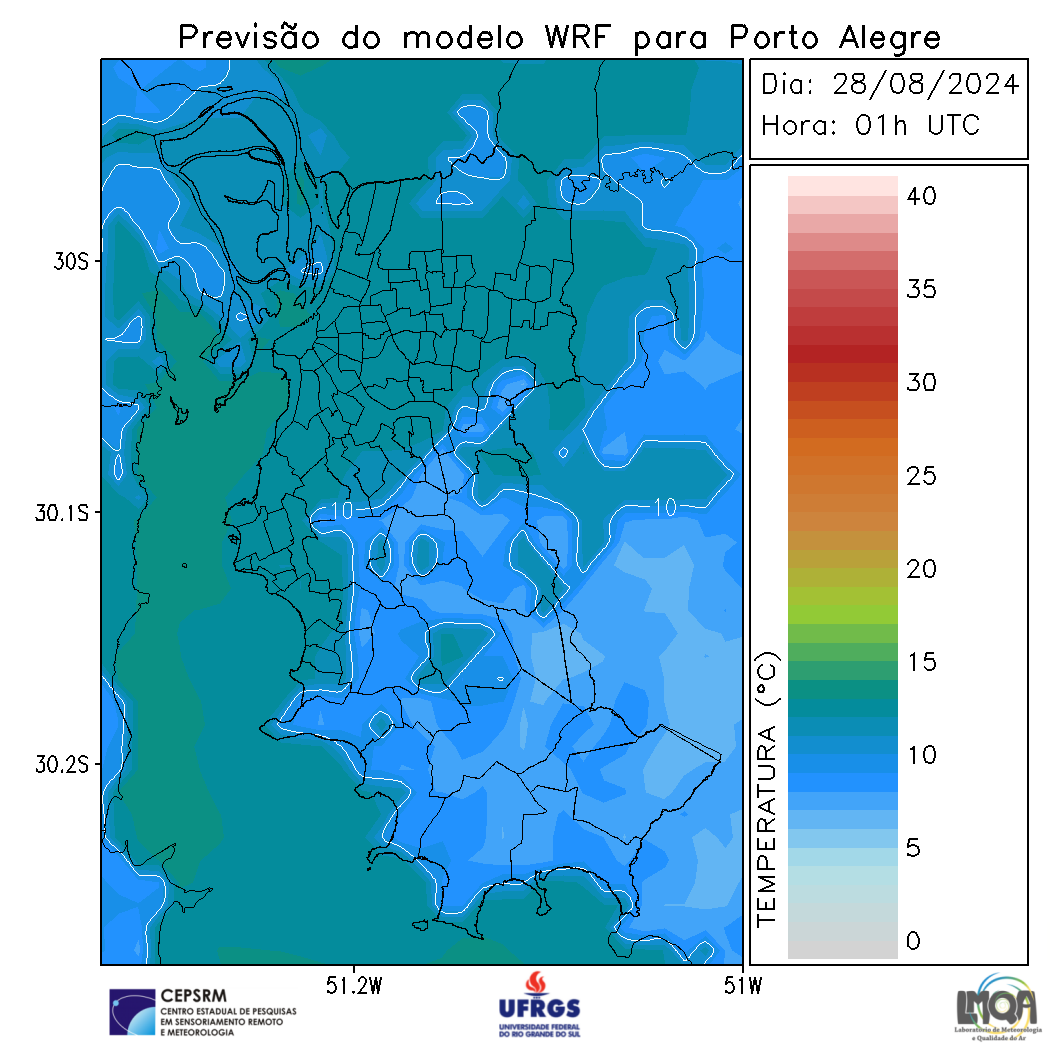 Previsão do modelo WRF para Porto Alegre
Dia: 28/08/2024
Hora: 01h UTC
40
35
30
25
20
15
10
5
0
TEMPERATURA (°C)
30S
30.1S
30.2S
51.2W
51W
10
10
10
CEPSRM
CENTRO ESTADUAL DE PESQUISAS
EM SENSORIAMENTO REMOTO
E METEOROLOGIA
UFRGS
UNIVERSIDADE FEDERAL
DO RIO GRANDE DO SUL
LMQA
Laboratório de Meteorologia
e Qualidade do Ar